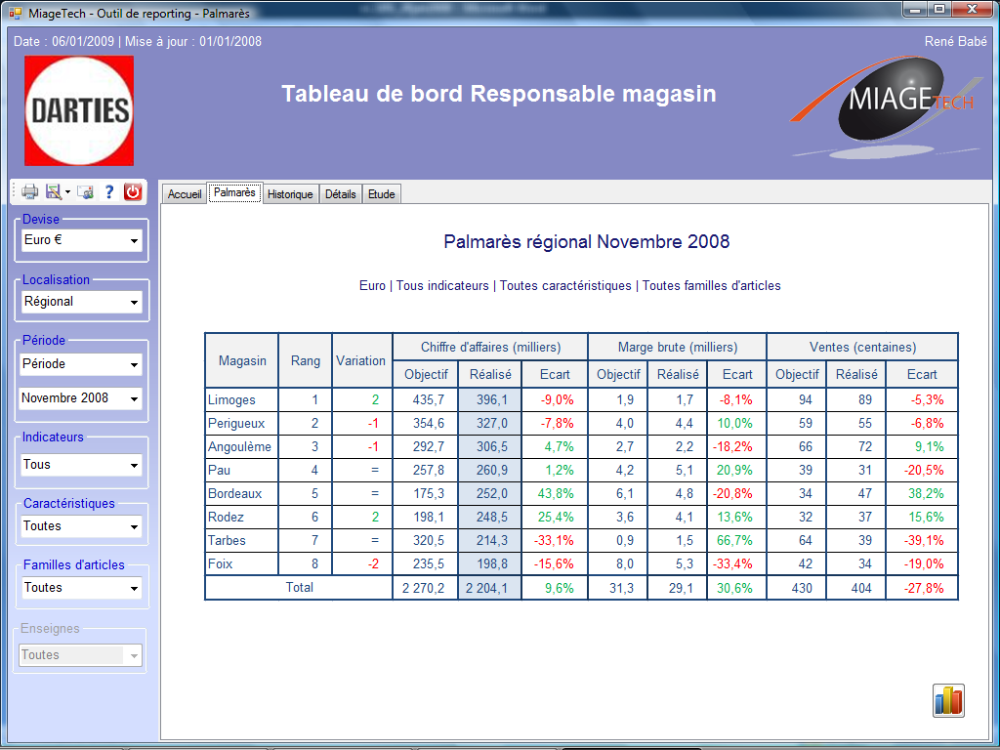 MiageTech - Outil de reporting - Palmarès
Date : 06/01/2009 | Mise à jour : 01/01/2008
René Babé
DARTIES
Tableau de bord Responsable magasin
MIAGETECH
?
Accueil Palmarès Historique Détails Etude
Devise
Euro €
Localisation
Régional
Période
Période
Novembre 2008
Indicateurs
Tous
Caractéristiques
Toutes
Familles d'articles
Toutes
Enseignes
Toutes
Palmarès régional Novembre 2008
Euro | Tous indicateurs | Toutes caractéristiques | Toutes familles d'articles
Magasin Rang Variation Chiffre d'affaires (milliers) Marge brute (milliers) Ventes (centaines)
Objectif Réalisé Ecart Objectif Réalisé Ecart Objectif Réalisé Ecart
Limoges 1 2 435,7 396,1 -9,0% 1,9 1,7 -8,1% 94 89 -5,3%
Perigueux 2 -1 354,6 327,0 -7,8% 4,0 4,4 10,0% 59 55 -6,8%
Angoulême 3 -1 292,7 306,5 4,7% 2,7 2,2 -18,2% 66 72 9,1%
Pau 4 = 257,8 260,9 1,2% 4,2 5,1 20,9% 39 31 -20,5%
Bordeaux 5 = 175,3 252,0 43,8% 6,1 4,8 -20,8% 34 47 38,2%
Rodez 6 2 198,1 248,5 25,4% 3,6 4,1 13,6% 32 37 15,6%
Tarbes 7 = 320,5 214,3 -33,1% 0,9 1,5 66,7% 64 39 -39,1%
Foix 8 -2 235,5 198,8 -15,6% 8,0 5,3 -33,4% 42 34 -19,0%
Total 2 270,2 2 204,1 9,6% 31,3 29,1 30,6% 430 404 -27,8%